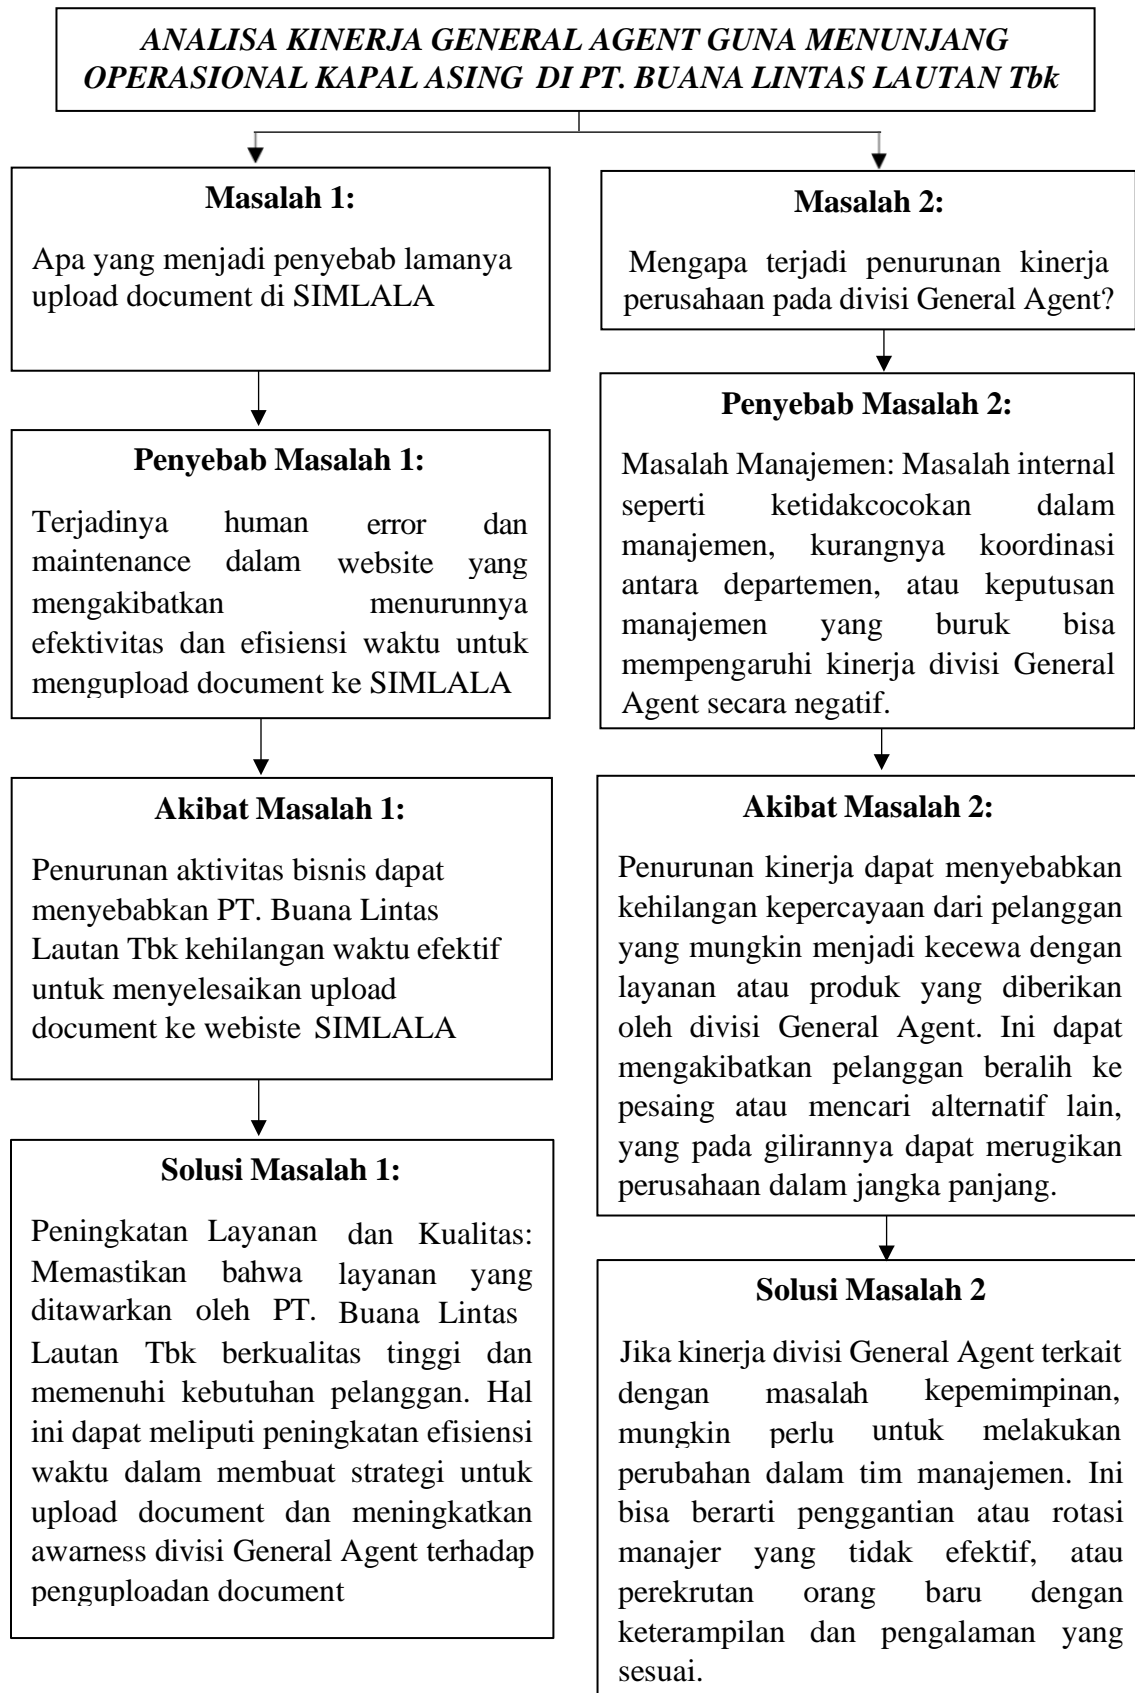 ANALISA KINERJA GENERAL AGENT GUNA MENUNJANG
OPERASIONAL KAPAL ASING DI PT. BUANA LINTAS LAUTAN Tbk
Masalah 1:
Apa yang menjadi penyebab lamanya
upload document di SIMLALA
Penyebab Masalah 1:
Terjadinya human error dan
maintenance dalam website yang
mengakibatkan menurunnya
efektivitas dan efisiensi waktu untuk
mengupload document ke SIMLALA
Akibat Masalah 1:
Penurunan aktivitas bisnis dapat
menyebabkan PT. Buana Lintas
Lautan Tbk kehilangan waktu efektif
untuk menyelesaikan upload
document ke webiste SIMLALA
Solusi Masalah 1:
Peningkatan Layanan dan Kualitas:
Memastikan bahwa layanan yang
ditawarkan oleh PT. Buana Lintas
Lautan Tbk berkualitas tinggi dan
memenuhi kebutuhan pelanggan. Hal
ini dapat meliputi peningkatan efisiensi
waktu dalam membuat strategi untuk
upload document dan meningkatkan
awarness divisi General Agent terhadap
penguploadan document
Masalah 2:
Mengapa terjadi penurunan kinerja
perusahaan pada divisi General Agent?
Penyebab Masalah 2:
Masalah Manajemen: Masalah internal
seperti ketidakcocokan dalam
manajemen, kurangnya koordinasi
antara departemen, atau keputusan
manajemen yang buruk bisa
mempengaruhi kinerja divisi General
Agent secara negatif.
Akibat Masalah 2:
Penurunan kinerja dapat menyebabkan
kehilangan kepercayaan dari pelanggan
yang mungkin menjadi kecewa dengan
layanan atau produk yang diberikan
oleh divisi General Agent. Ini dapat
mengakibatkan pelanggan beralih ke
pesaing atau mencari alternatif lain,
yang pada gilirannya dapat merugikan
perusahaan dalam jangka panjang.
Solusi Masalah 2
Jika kinerja divisi General Agent terkait
dengan masalah kepemimpinan,
mungkin perlu untuk melakukan
perubahan dalam tim manajemen. Ini
bisa berarti penggantian atau rotasi
manajer yang tidak efektif, atau
perekrutan orang baru dengan
keterampilan dan pengalaman yang
sesuai.